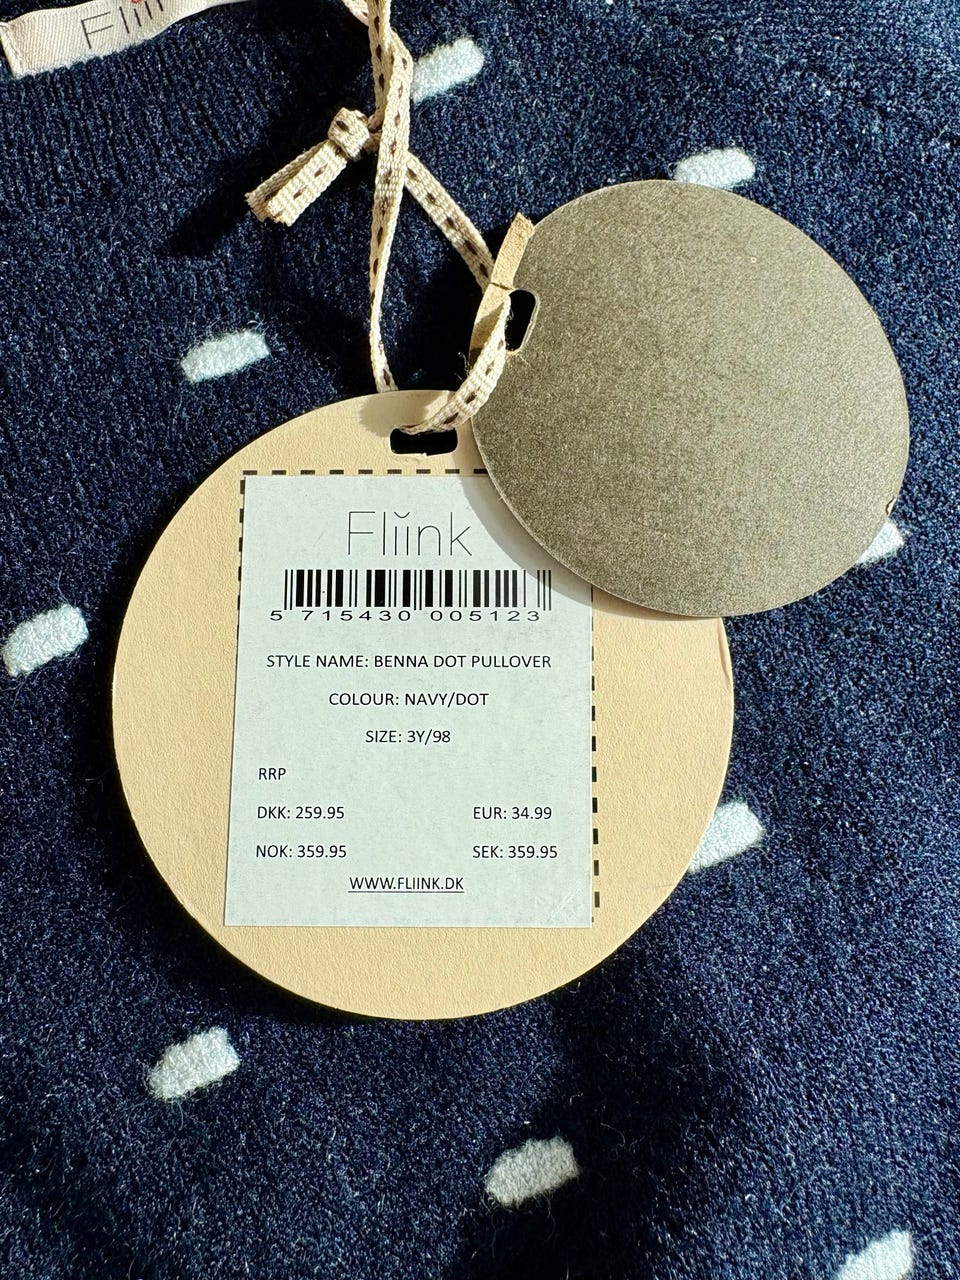 Flii
Fliink
5 715430 005123
STYLE NAME: BENNA DOT PULLOVER
COLOUR: NAVY/DOT
SIZE: 3Y/98
RRP
DKK: 259.95 EUR: 34.99
NOK: 359.95 SEK: 359.95
WWW.FLIINK.DK